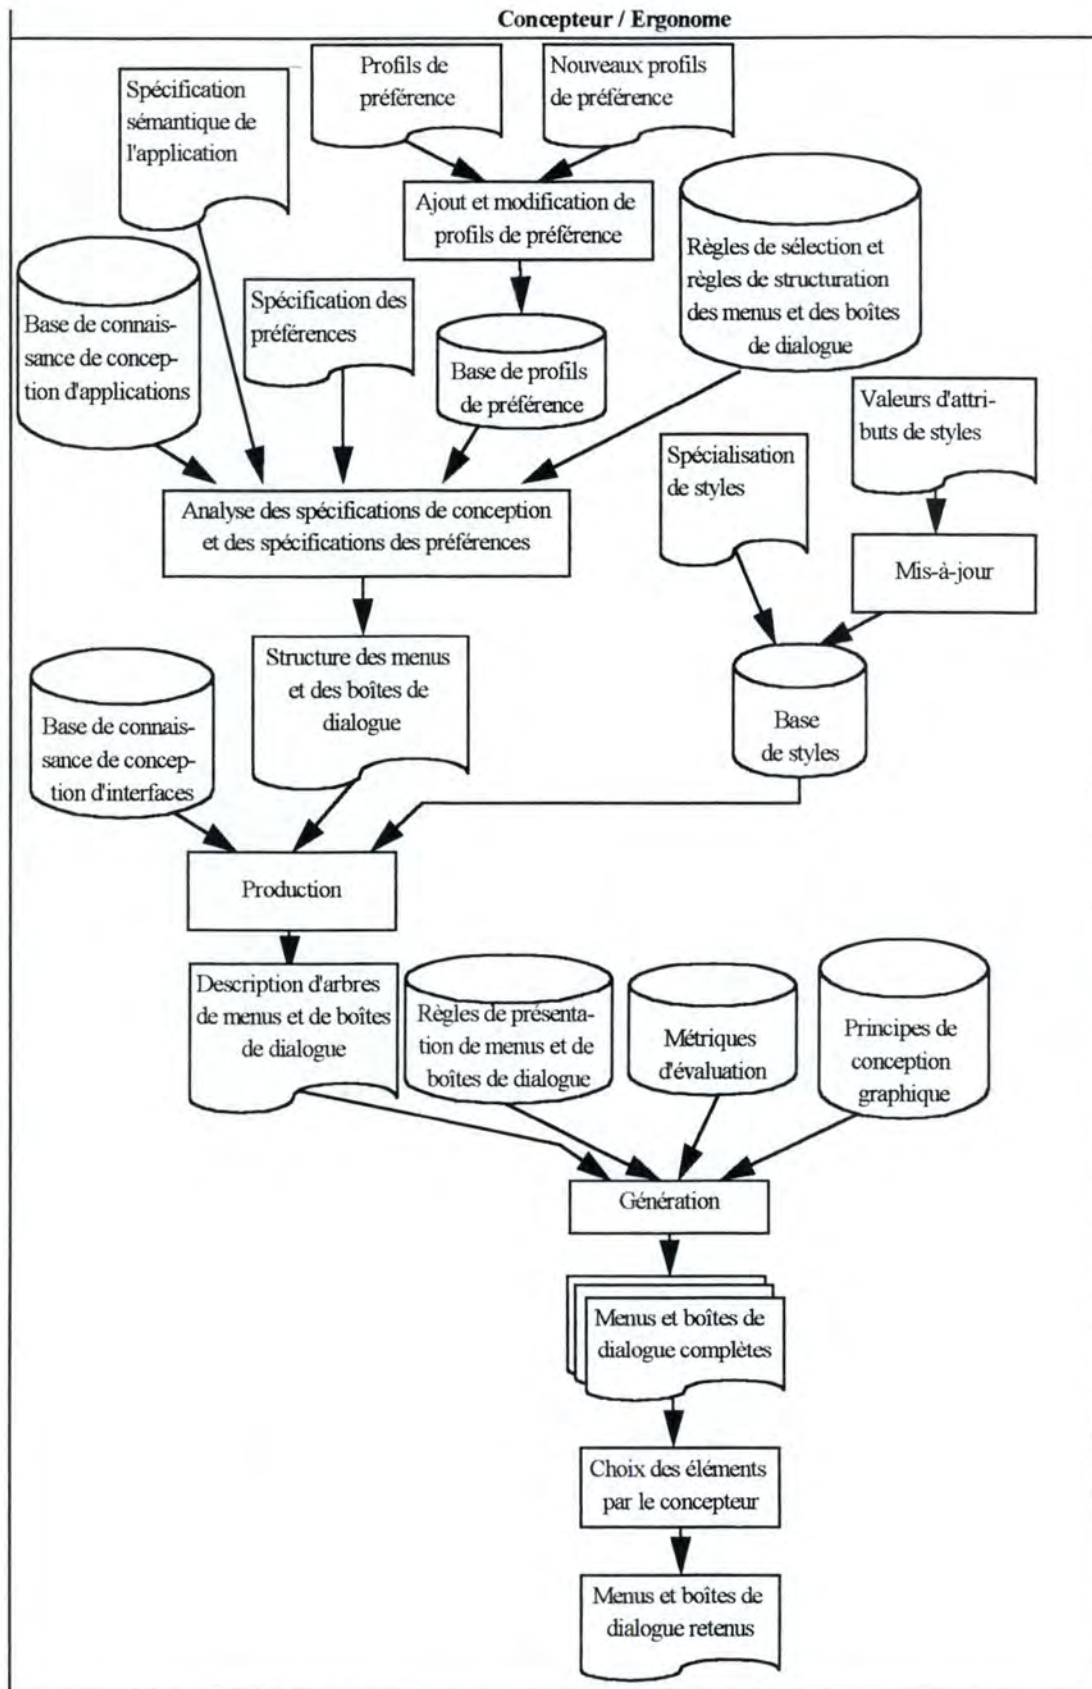 Concepteur / Ergonome
Spécification
sémantique de
l'application
Profils de
préférence
Nouveaux profils
de préférence
Ajout et modification de
profils de préférence
Règles de sélection et
règles de structuration
des menus et des boîtes
de dialogue
Base de connais-
sance de concep-
tion d'applications
Spécification des
préférences
Base de profils
de préférence
Valeurs d'attri-
buts de styles
Spécialisation
de styles
Analyse des spécifications de conception
et des spécifications des préférences
Mis-à-jour
Structure des menus
et des boîtes de
dialogue
Base de connais-
sance de concep-
tion d'interfaces
Base
de styles
Production
Description d'arbres
de menus et de boîtes
de dialogue
Règles de présenta-
tion de menus et de
boîtes de dialogue
Métriques
d'évaluation
Principes de
conception
graphique
Génération
Menus et boîtes de
dialogue complètes
Choix des éléments
par le concepteur
Menus et boîtes de
dialogue retenus